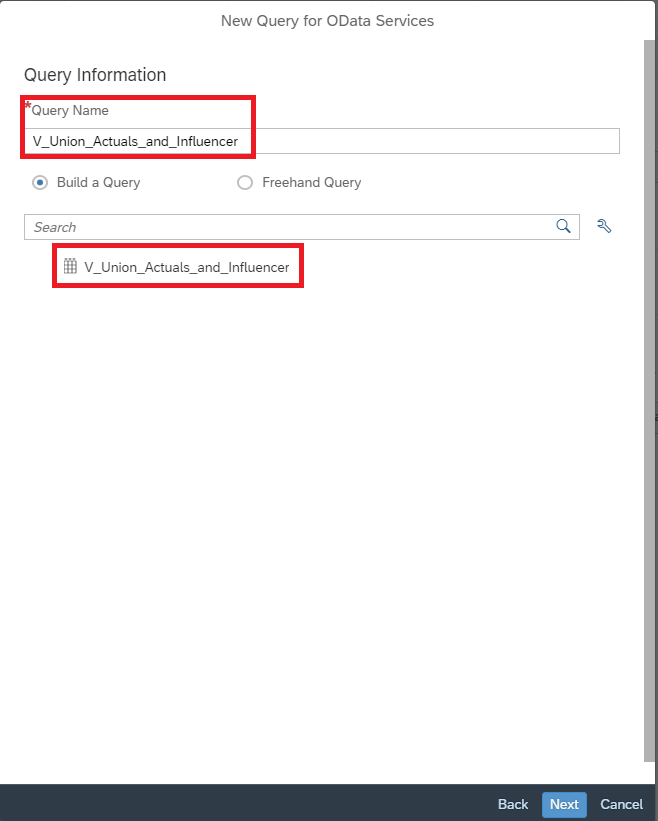 New Query for OData Services
Query Information
*Query Name
V_Union_Actuals_and_Influencer
Build a Query Freehand Query
Search
V_Union_Actuals_and_Influencer
Back Next Cancel